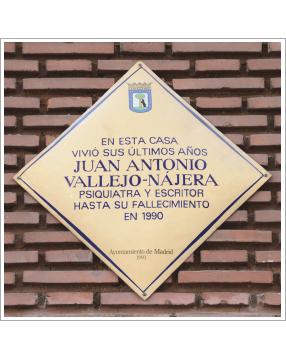 EN ESTA CASA
VIVIÓ SUS ÚLTIMOS AÑOS
JUAN ANTONIO
VALLEJO-NÁJERA
PSIQUIATRA Y ESCRITOR
HASTA SU FALLECIMIENTO
EN 1990
Ayuntamiento de Madrid
1991